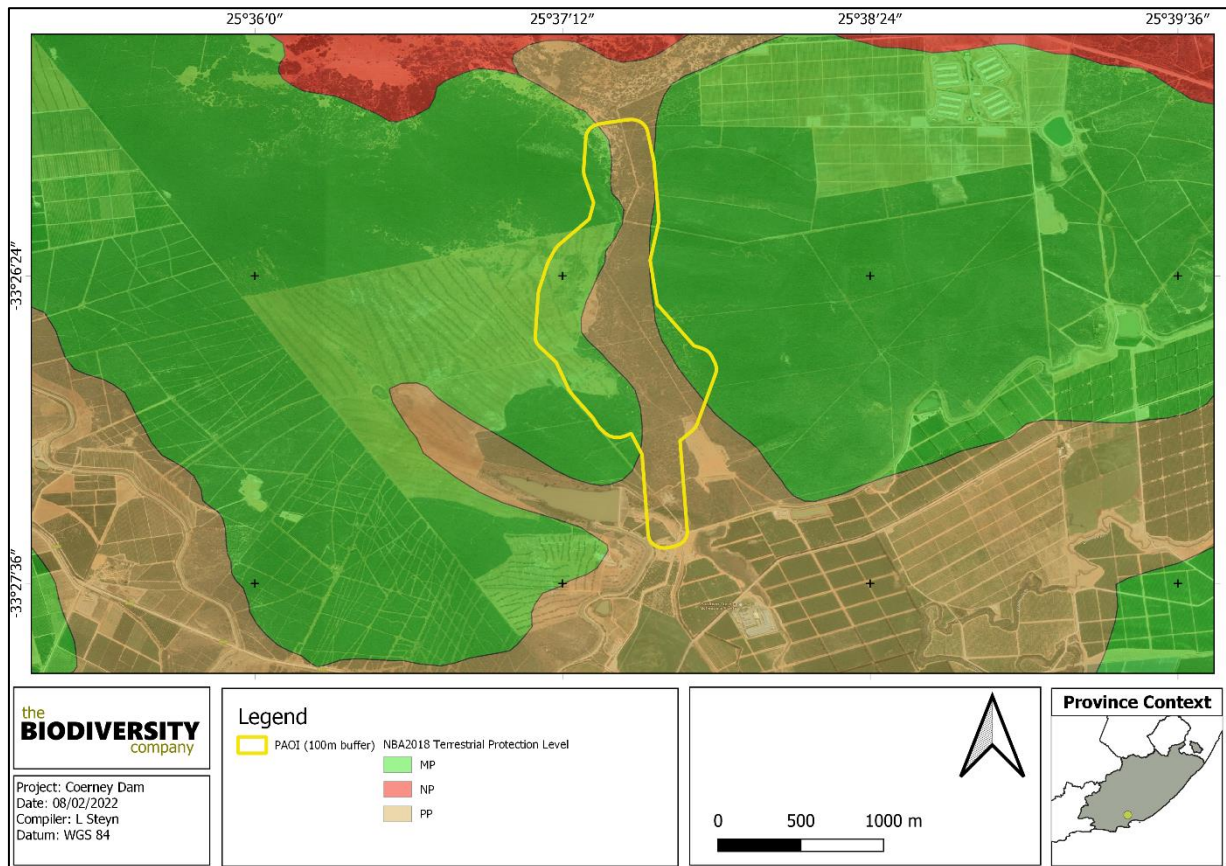 25°36′0″ 25°37′12″ 25°38′24″ 25°39′36″
-33°26′24″
-33°27′36″
the
BIODIVERSITY
company
Project: Coerney Dam
Date: 08/02/2022
Compiler: L Steyn
Datum: WGS 84
Legend
PAOI (100m buffer) NBA2018 Terrestrial Protection Level
MP
NP
PP
0 500 1000 m
Province Context